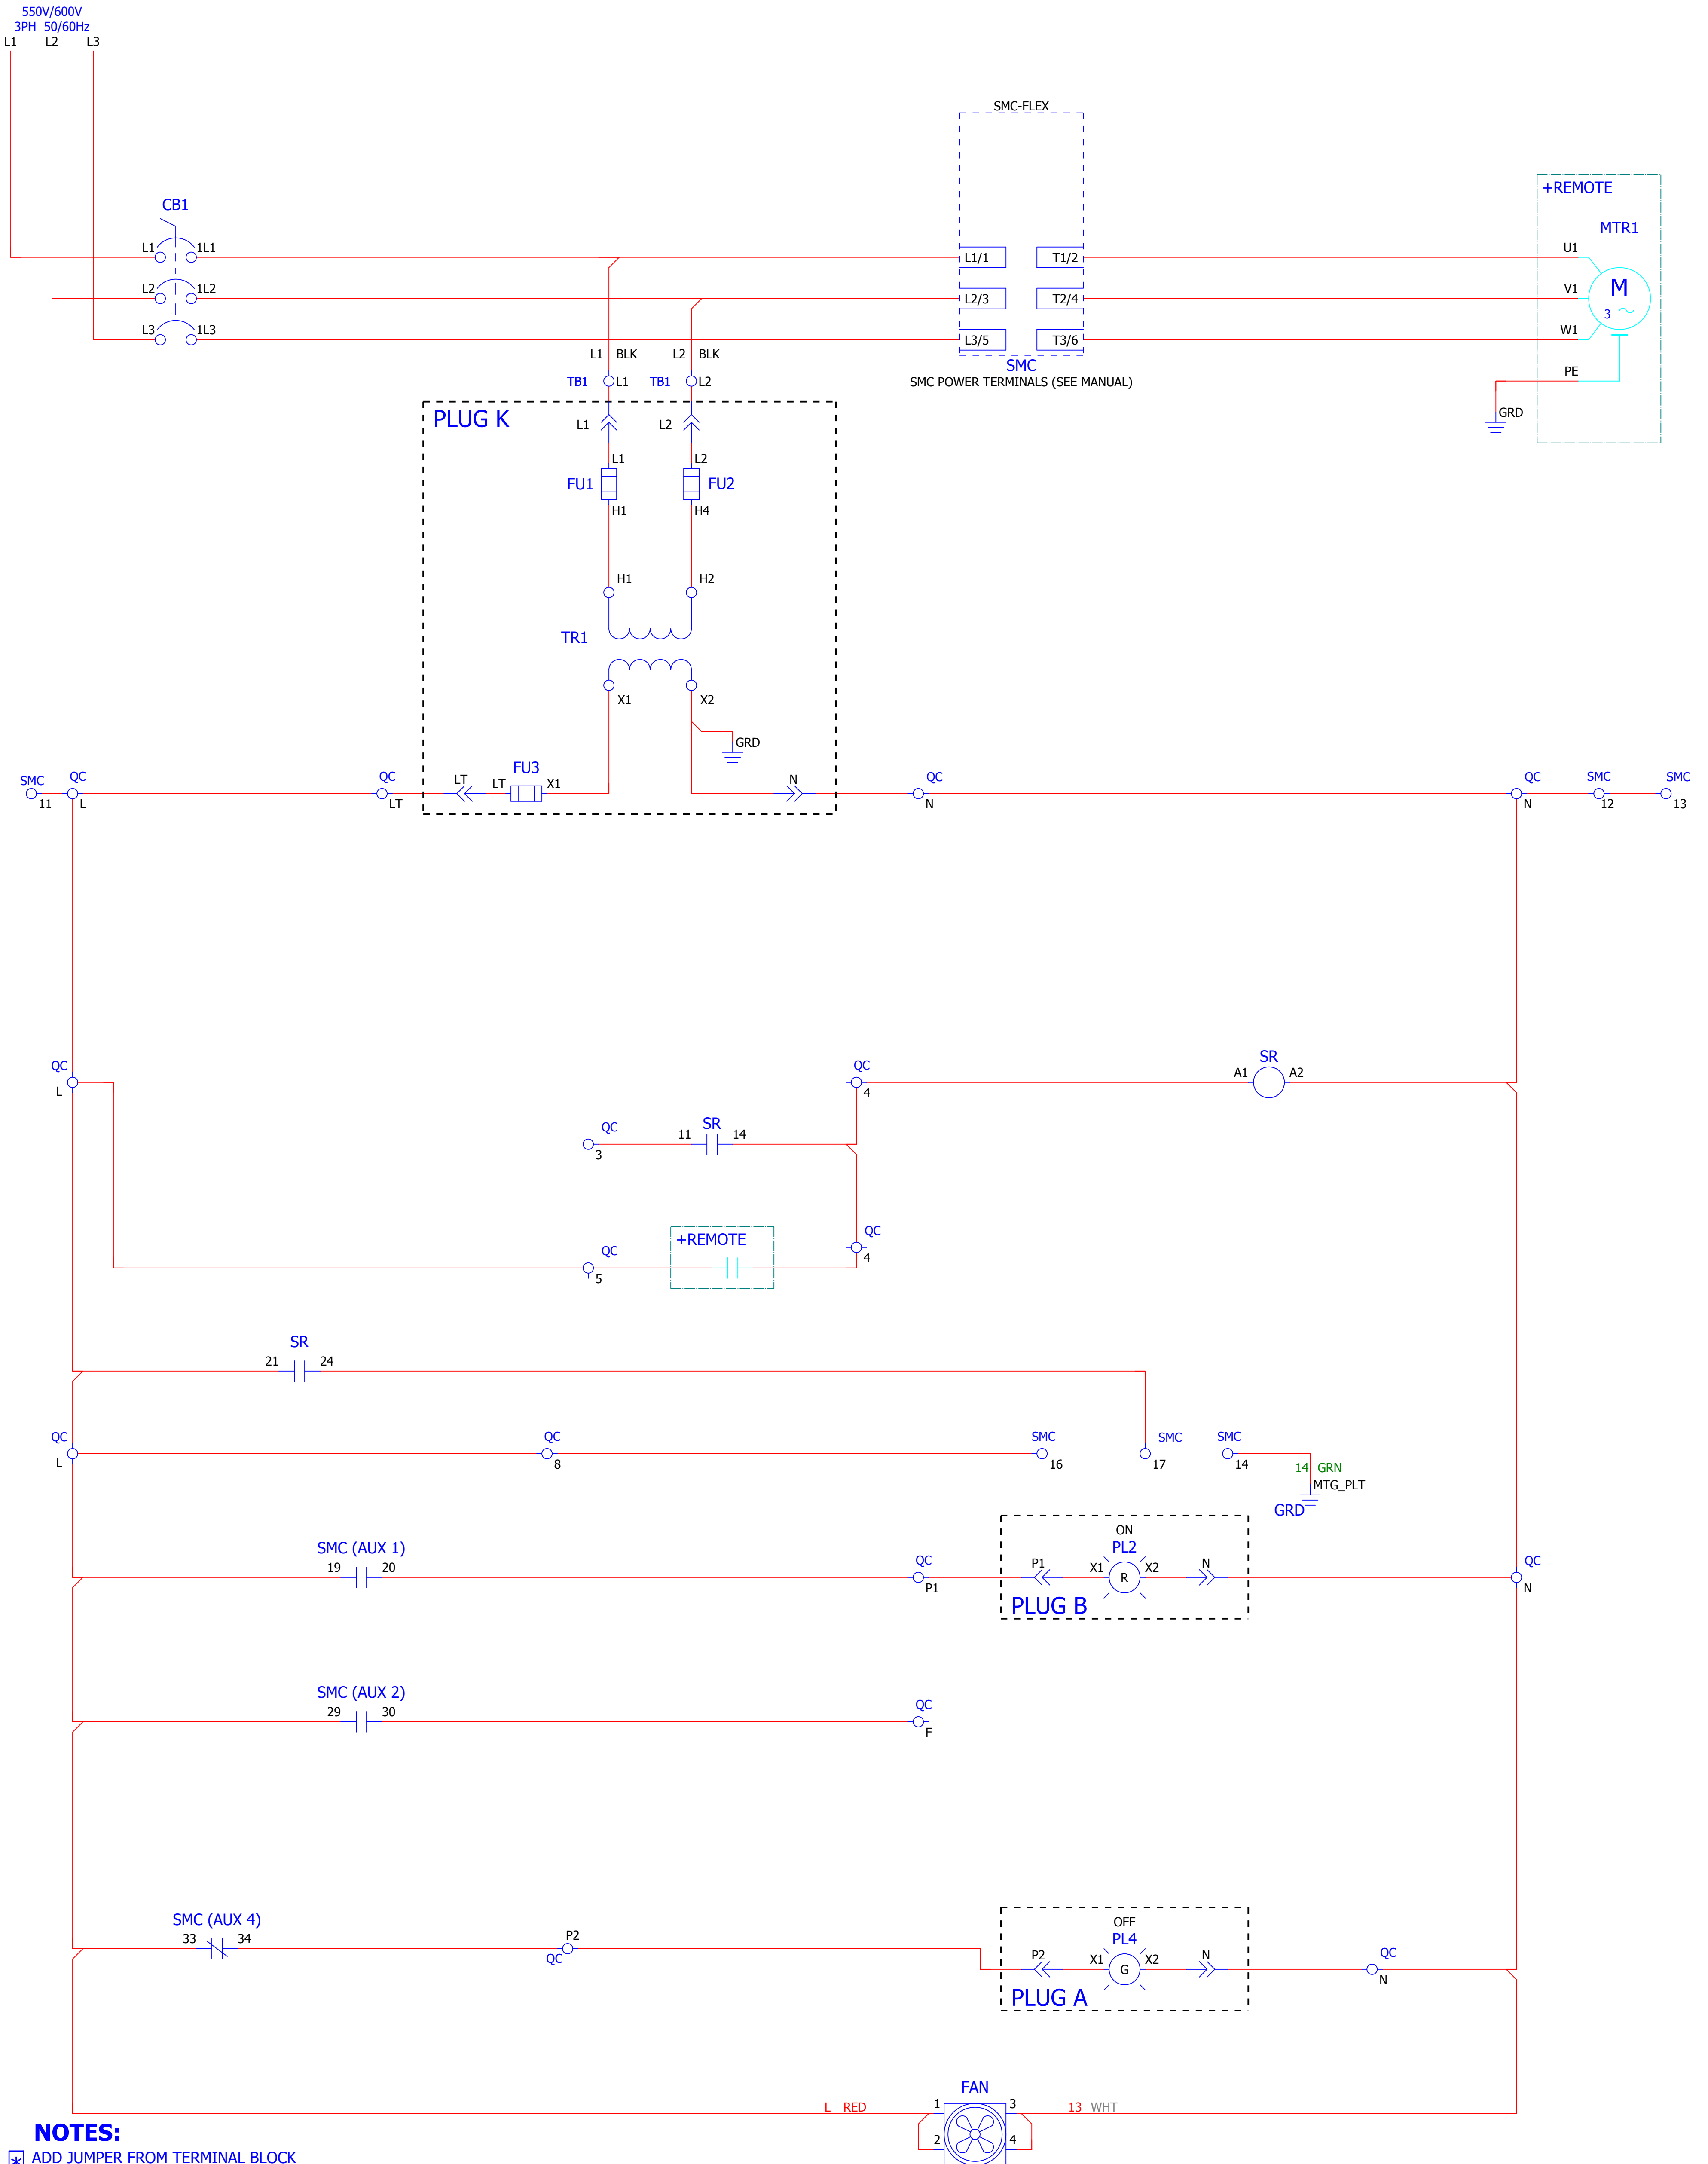 550V/600V
3PH 50/60Hz
L1 L2 L3
SMC-FLEX
+REMOTE
CB1
MTR1
L1 1L1
L1/1 T1/2
U1
L2 1L2
L2/3 T2/4
V1
M
3
L3 1L3
L3/5 T3/6
W1
L1 BLK L2 BLK
SMC
SMC POWER TERMINALS (SEE MANUAL)
PE
TB1 L1 TB1 L2
GRD
PLUG K
L1 L2
L1 L2
FU1 FU2
H1 H4
H1 H2
TR1
X1 X2
GRD
SMC QC QC LT LT FU3 X1 N QC QC SMC SMC
11 L LT N N 12 13
QC QC SR
L 4 A1 A2
QC SR
3 11 14
+REMOTE
QC QC
5 4
SR
21 24
QC QC SMC SMC SMC
L 8 16 17 14
14 GRN
MTG_PLT
GRD
SMC (AUX 1)
19 20
QC
P1
ON
PL2
P1 X1 R X2 N
PLUG B
QC
N
SMC (AUX 2)
29 30
QC
F
SMC (AUX 4)
33 34
P2
QC
OFF
PL4
P2 X1 G X2 N
PLUG A
QC
N
FAN
L RED 1 3 13 WHT
2 4
NOTES:
* ADD JUMPER FROM TERMINAL BLOCK